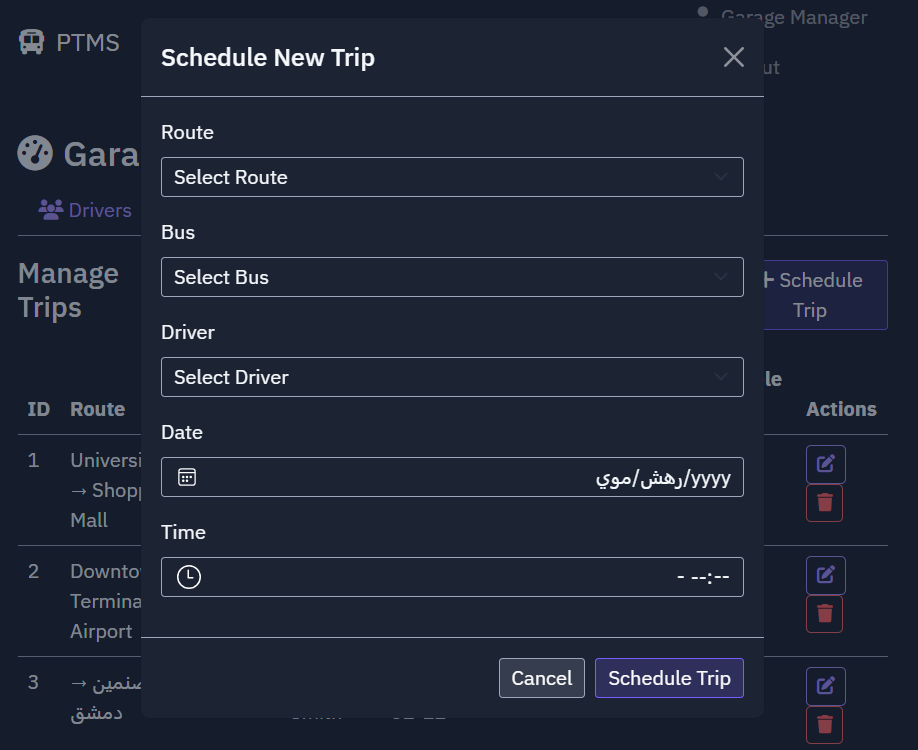 PTMS
Garage Manager
ut
Schedule New Trip
Route
Select Route
Bus
Select Bus
Driver
Select Driver
Date
yyyy/رهش/موي
Time
- --:--
Cancel
Schedule Trip
Gara
Drivers
Manage
Trips
+ Schedule
Trip
le
ID Route Actions
1 Universi
→ Shopp
Mall
2 Downto
Termina
Airport
3 → صنمين
دمشق